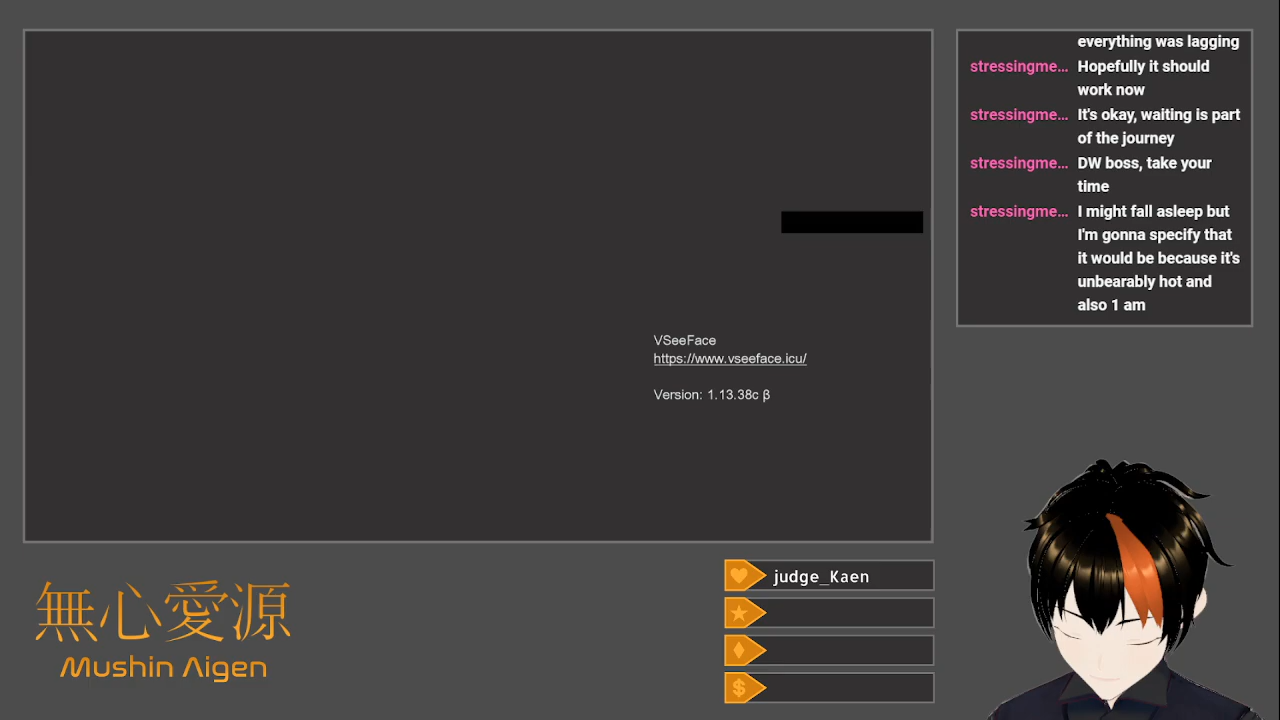 everything was lagging
stressingme... Hopefully it should
work now
stressingme... It's okay, waiting is part
of the journey
stressingme... DW boss, take your
time
stressingme... I might fall asleep but
I'm gonna specify that
it would be because it's
unbearably hot and
also 1 am
VSeeFace
https://www.vseeface.icu/
Version: 1.13.38c β
judge_Kaen
$
無心愛源
Mushin Aigen